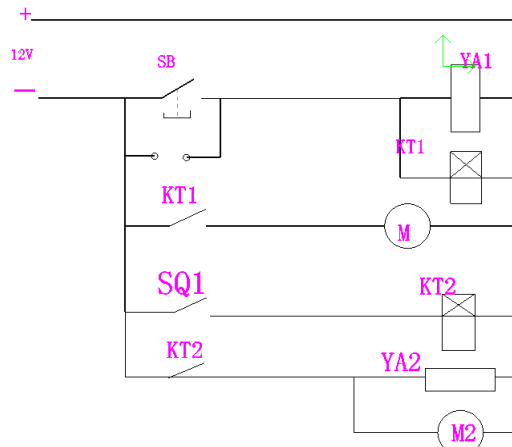 +
12V
SB
YA1
—
KT1
KT1
M
SQ1
KT2
KT2
YA2
M2